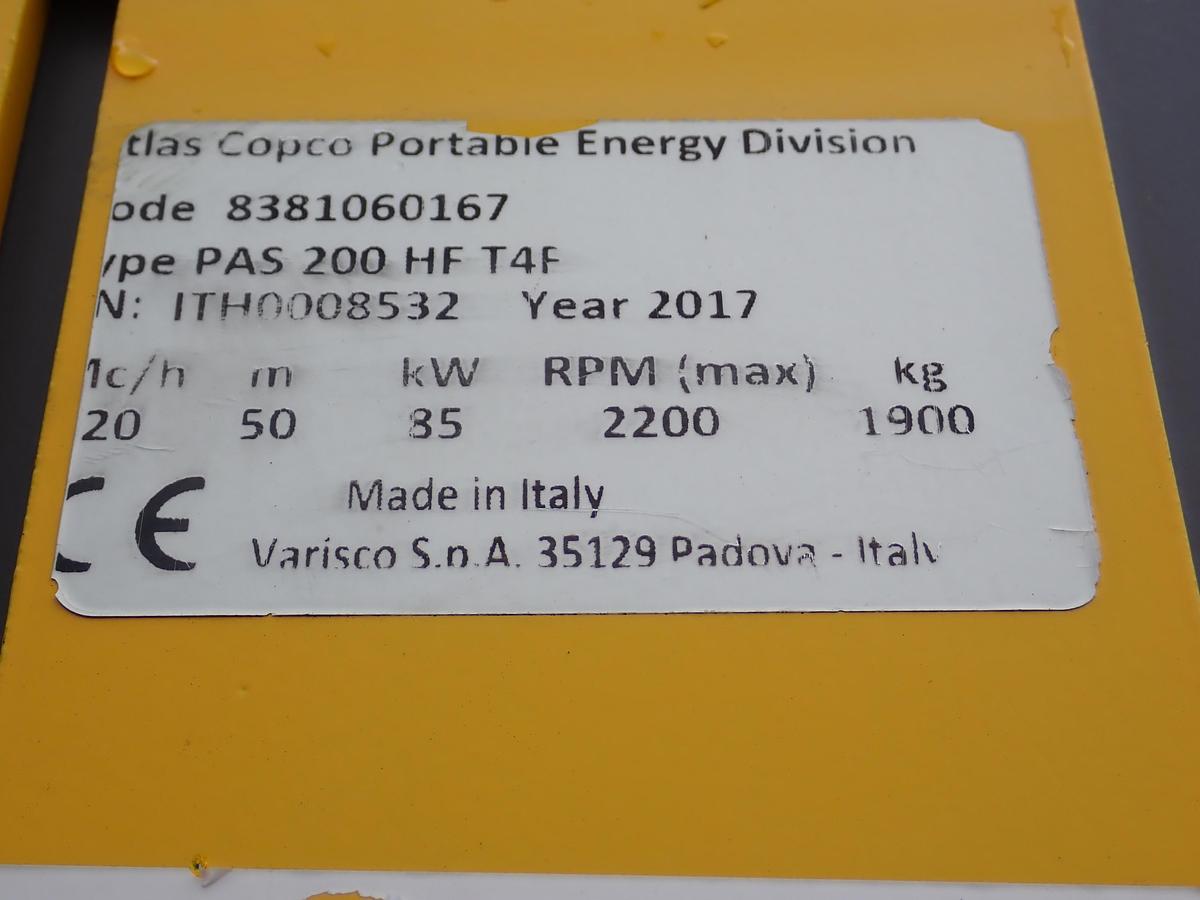 tlas Copco Portable Energy Division
ode 8381060167
ype PAS 200 HF T4F
N: ITH0008532 Year 2017
1c/h m kW RPM (max) kg
20 50 85 2200 1900
CE
Made in Italy
Varisco S.p.A. 35129 Padova - Italy